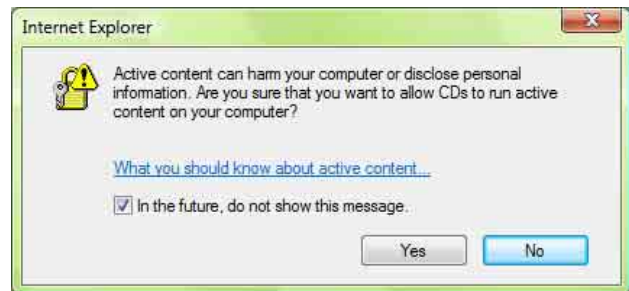 Internet Explorer
Active content can harm your computer or disclose personal
information. Are you sure that you want to allow CDs to run active
content on your computer?
What you should know about active content...
In the future, do not show this message.
Yes
No